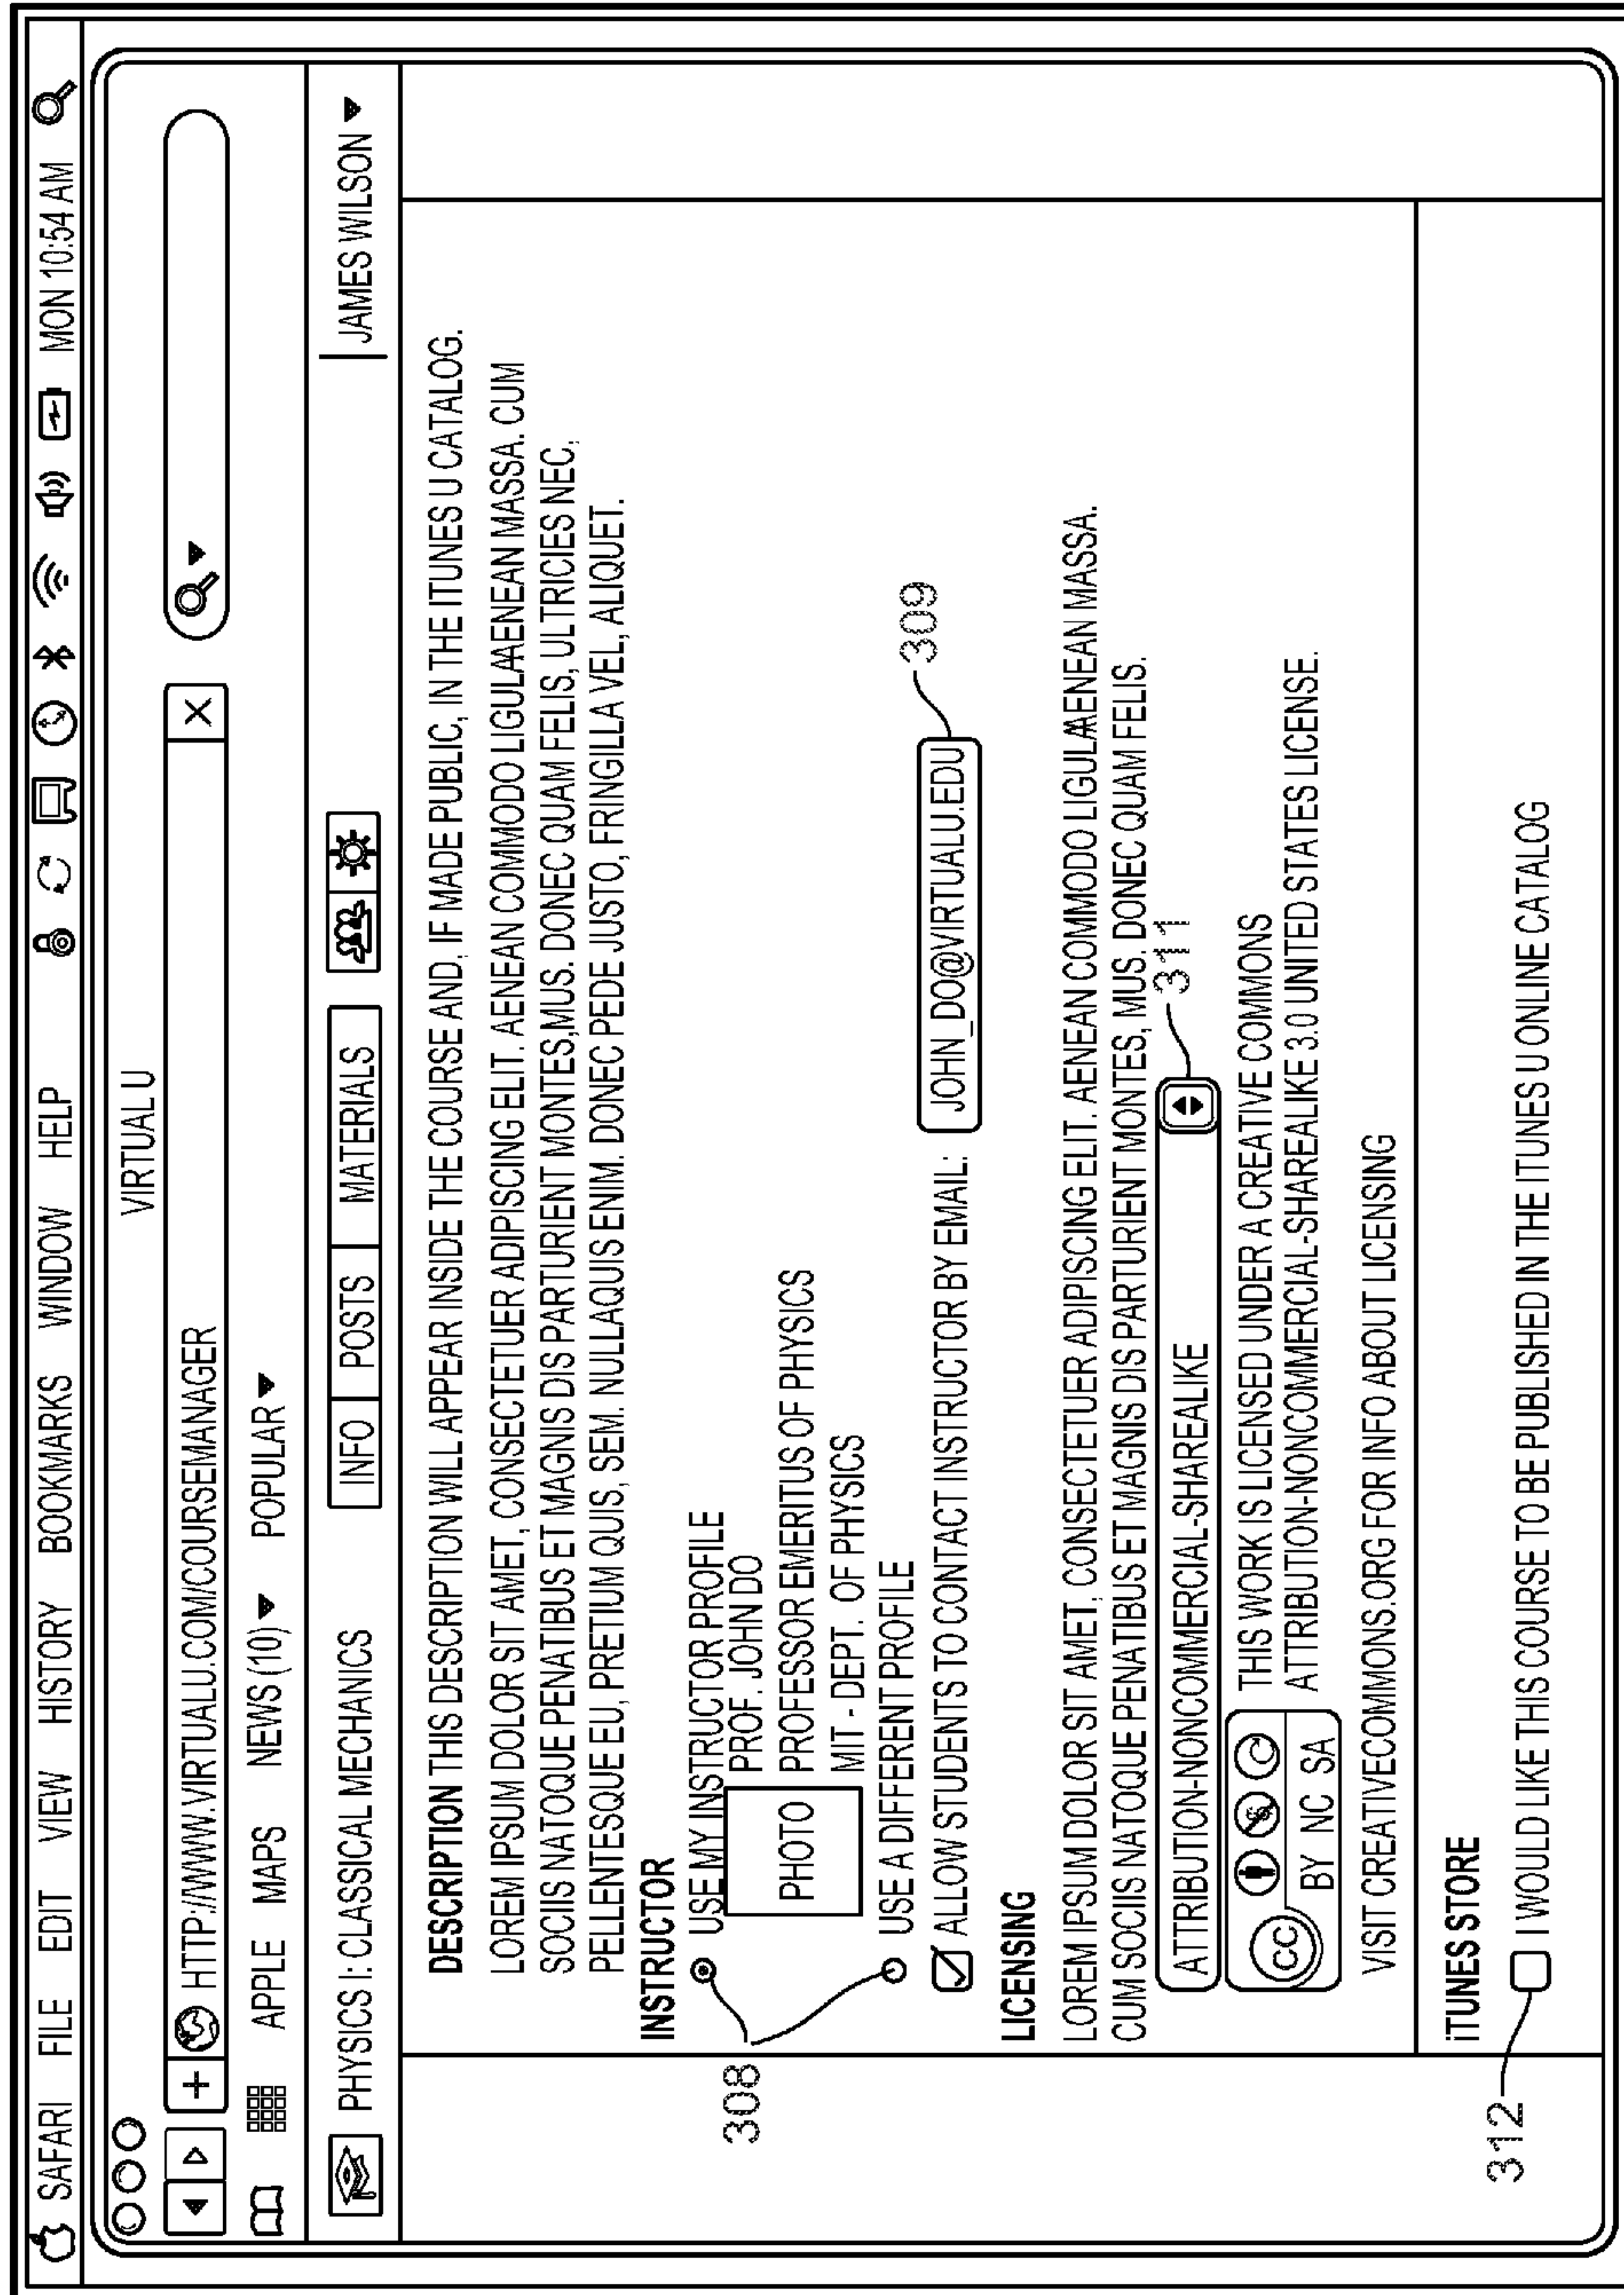 SAFARI FILE EDIT VIEW HISTORY BOOKMARKS WINDOW HELP MON 10:54 AM
VIRTUAL U
+ HTTP://WWW.VIRTUALU.COM/COURSEMANAGER X
APPLE MAPS NEWS (10) POPULAR
PHYSICS I: CLASSICAL MECHANICS INFO POSTS MATERIALS JAMES WILSON
DESCRIPTION THIS DESCRIPTION WILL APPEAR INSIDE THE COURSE AND, IF MADE PUBLIC, IN THE ITUNES U CATALOG.
LOREM IPSUM DOLOR SIT AMET, CONSECTETUER ADIPISCING ELIT. AENEAN COMMODO LIGULAAENEAN MASSA. CUM
SOCIIS NATOQUE PENATIBUS ET MAGNIS DIS PARTURIENT MONTES,MUS. DONEC QUAM FELIS, ULTRICIES NEC,
PELLENTESQUE EU, PRETIUM QUIS, SEM. NULLAQUIS ENIM. DONEC PEDE JUSTO, FRINGILLA VEL, ALIQUET.
INSTRUCTOR
USE MY INSTRUCTOR PROFILE
308
PHOTO
PROF. JOHN DO
PROFESSOR EMERITUS OF PHYSICS
MIT - DEPT. OF PHYSICS
USE A DIFFERENT PROFILE
ALLOW STUDENTS TO CONTACT INSTRUCTOR BY EMAIL: JOHN_DO@VIRTUALU.EDU 309
LICENSING
LOREM IPSUM DOLOR SIT AMET, CONSECTETUER ADIPISCING ELIT. AENEAN COMMODO LIGULAAENEAN MASSA.
CUM SOCIIS NATOQUE PENATIBUS ET MAGNIS DIS PARTURIENT MONTES, MUS. DONEC QUAM FELIS.
ATTRIBUTION-NONCOMMERCIAL-SHAREALIKE 311
CC BY NC SA
THIS WORK IS LICENSED UNDER A CREATIVE COMMONS
ATTRIBUTION-NONCOMMERCIAL-SHAREALIKE 3.0 UNITED STATES LICENSE.
VISIT CREATIVECOMMONS.ORG FOR INFO ABOUT LICENSING
iTUNES STORE
312 I WOULD LIKE THIS COURSE TO BE PUBLISHED IN THE ITUNES U ONLINE CATALOG